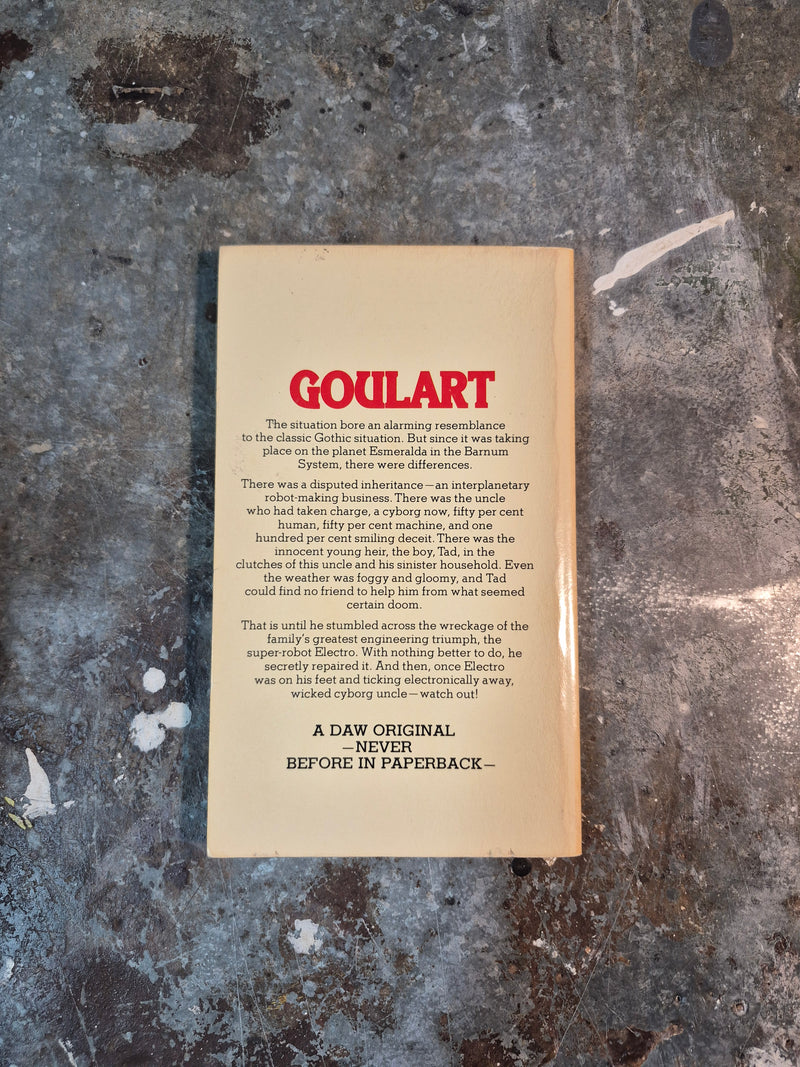 GOULART
The situation bore an alarming resemblance
to the classic Gothic situation. But since it was taking
place on the planet Esmeralda in the Barnum
System, there were differences.
There was a disputed inheritance—an interplanetary
robot-making business. There was the uncle
who had taken charge, a cyborg now, fifty per cent
human, fifty per cent machine, and one
hundred per cent smiling deceit. There was the
innocent young heir, the boy, Tad, in the
clutches of this uncle and his sinister household. Even
the weather was foggy and gloomy, and Tad
could find no friend to help him from what seemed
certain doom.
That is until he stumbled across the wreckage of the
family's greatest engineering triumph, the
super-robot Electro. With nothing better to do, he
secretly repaired it. And then, once Electro
was on his feet and ticking electronically away,
wicked cyborg uncle—watch out!
A DAW ORIGINAL
—NEVER
BEFORE IN PAPERBACK—